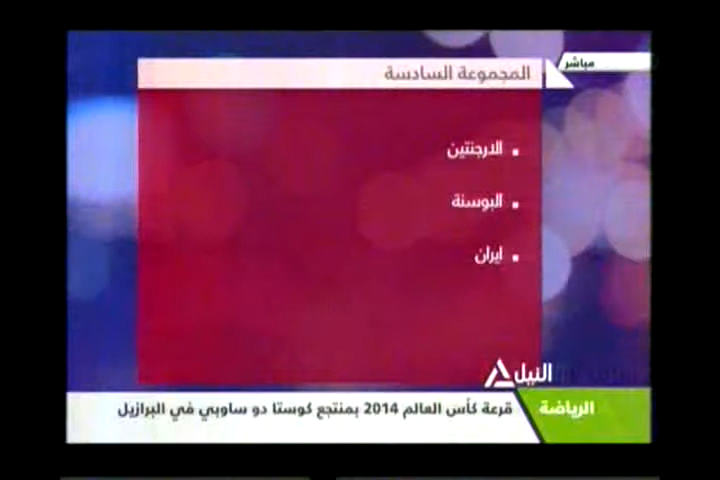 مباشر
المجموعة السادسة
الارجنتين
البوسنة
ايران
النيل
الرياضة
قرعة كأس العالم 2014 بمنتجع كوستا دو ساوبي في البرازيل